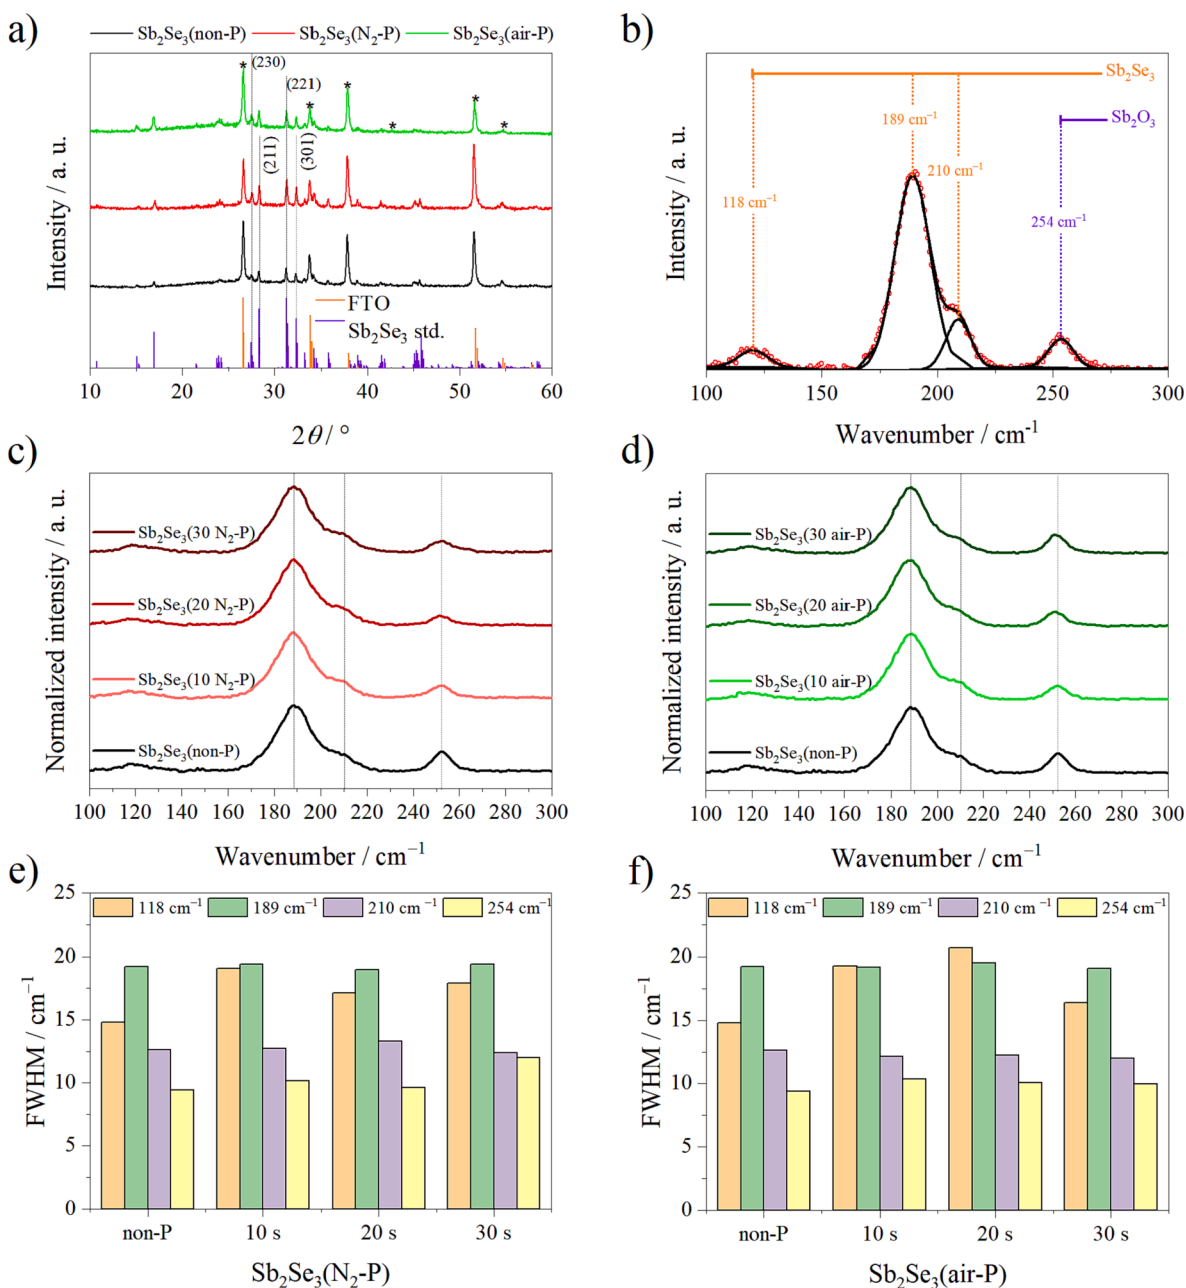 a)
Sb₂Se₃(non-P) Sb₂Se₃(N₂-P) Sb₂Se₃(air-P)
* (230) (221) * * * * *
(211) (301)
FTO
Sb₂Se₃ std.
Intensity / a. u.
10 20 30 40 50 60
2θ / °
b)
Sb₂Se₃
Sb₂O₃
189 cm⁻¹
210 cm⁻¹
118 cm⁻¹
254 cm⁻¹
Intensity / a. u.
100 150 200 250 300
Wavenumber / cm⁻¹
c)
Sb₂Se₃(30 N₂-P)
Sb₂Se₃(20 N₂-P)
Sb₂Se₃(10 N₂-P)
Sb₂Se₃(non-P)
Normalized intensity / a. u.
100 120 140 160 180 200 220 240 260 280 300
Wavenumber / cm⁻¹
d)
Sb₂Se₃(30 air-P)
Sb₂Se₃(20 air-P)
Sb₂Se₃(10 air-P)
Sb₂Se₃(non-P)
Normalized intensity / a. u.
100 120 140 160 180 200 220 240 260 280 300
Wavenumber / cm⁻¹
e)
118 cm⁻¹ 189 cm⁻¹ 210 cm⁻¹ 254 cm⁻¹
25
20
15
10
5
0
FWHM / cm⁻¹
non-P 10 s 20 s 30 s
Sb₂Se₃(N₂-P)
f)
118 cm⁻¹ 189 cm⁻¹ 210 cm⁻¹ 254 cm⁻¹
25
20
15
10
5
0
FWHM / cm⁻¹
non-P 10 s 20 s 30 s
Sb₂Se₃(air-P)